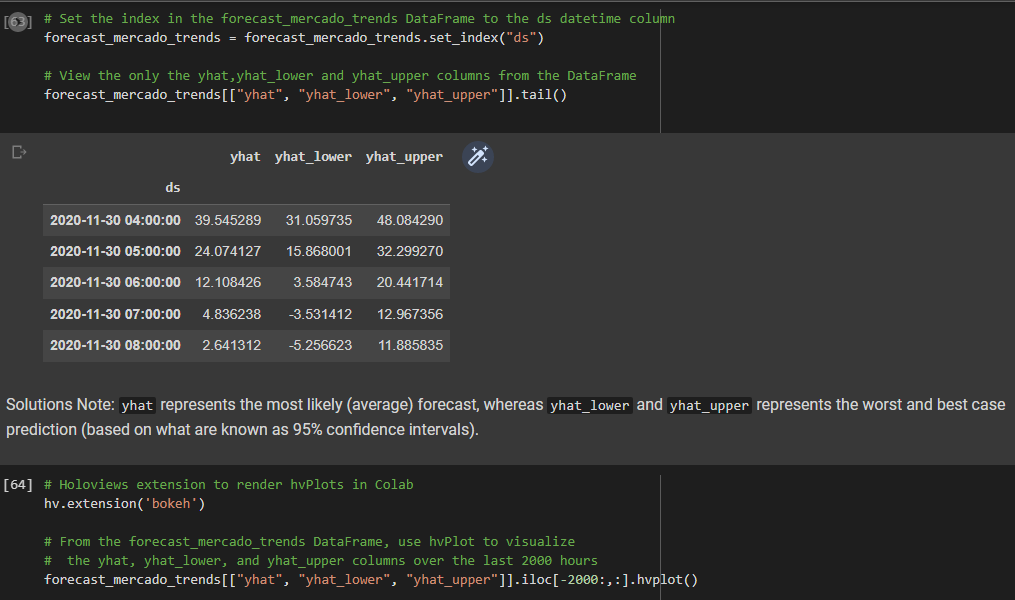 [63] # Set the index in the forecast_mercado_trends DataFrame to the ds datetime column
forecast_mercado_trends = forecast_mercado_trends.set_index("ds")
# View the only the yhat,yhat_lower and yhat_upper columns from the DataFrame
forecast_mercado_trends[["yhat", "yhat_lower", "yhat_upper"]].tail()
yhat yhat_lower yhat_upper
ds
2020-11-30 04:00:00 39.545289 31.059735 48.084290
2020-11-30 05:00:00 24.074127 15.868001 32.299270
2020-11-30 06:00:00 12.108426 3.584743 20.441714
2020-11-30 07:00:00 4.836238 -3.531412 12.967356
2020-11-30 08:00:00 2.641312 -5.256623 11.885835
Solutions Note: yhat represents the most likely (average) forecast, whereas yhat_lower and yhat_upper represents the worst and best case
prediction (based on what are known as 95% confidence intervals).
[64] # Holoviews extension to render hvPlots in Colab
hv.extension('bokeh')
# From the forecast_mercado_trends DataFrame, use hvPlot to visualize
#  the yhat, yhat_lower, and yhat_upper columns over the last 2000 hours
forecast_mercado_trends[["yhat", "yhat_lower", "yhat_upper"]].iloc[-2000:,:].hvplot()